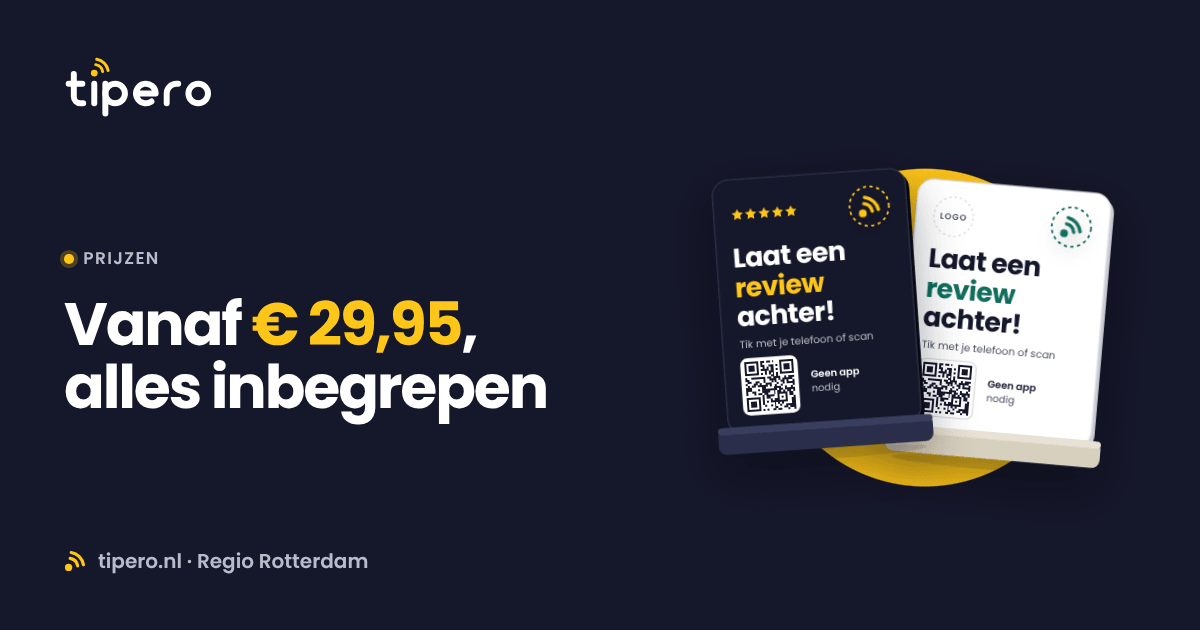 tipero
PRIJZEN
Vanaf € 29,95,
alles inbegrepen
tipero.nl · Regio Rotterdam
Laat een
review
achter!
Tik met je telefoon of scan
Geen app
nodig
LOGO
Laat een
review
achter!
Tik met je telefoon of scan
Geen app
nodig